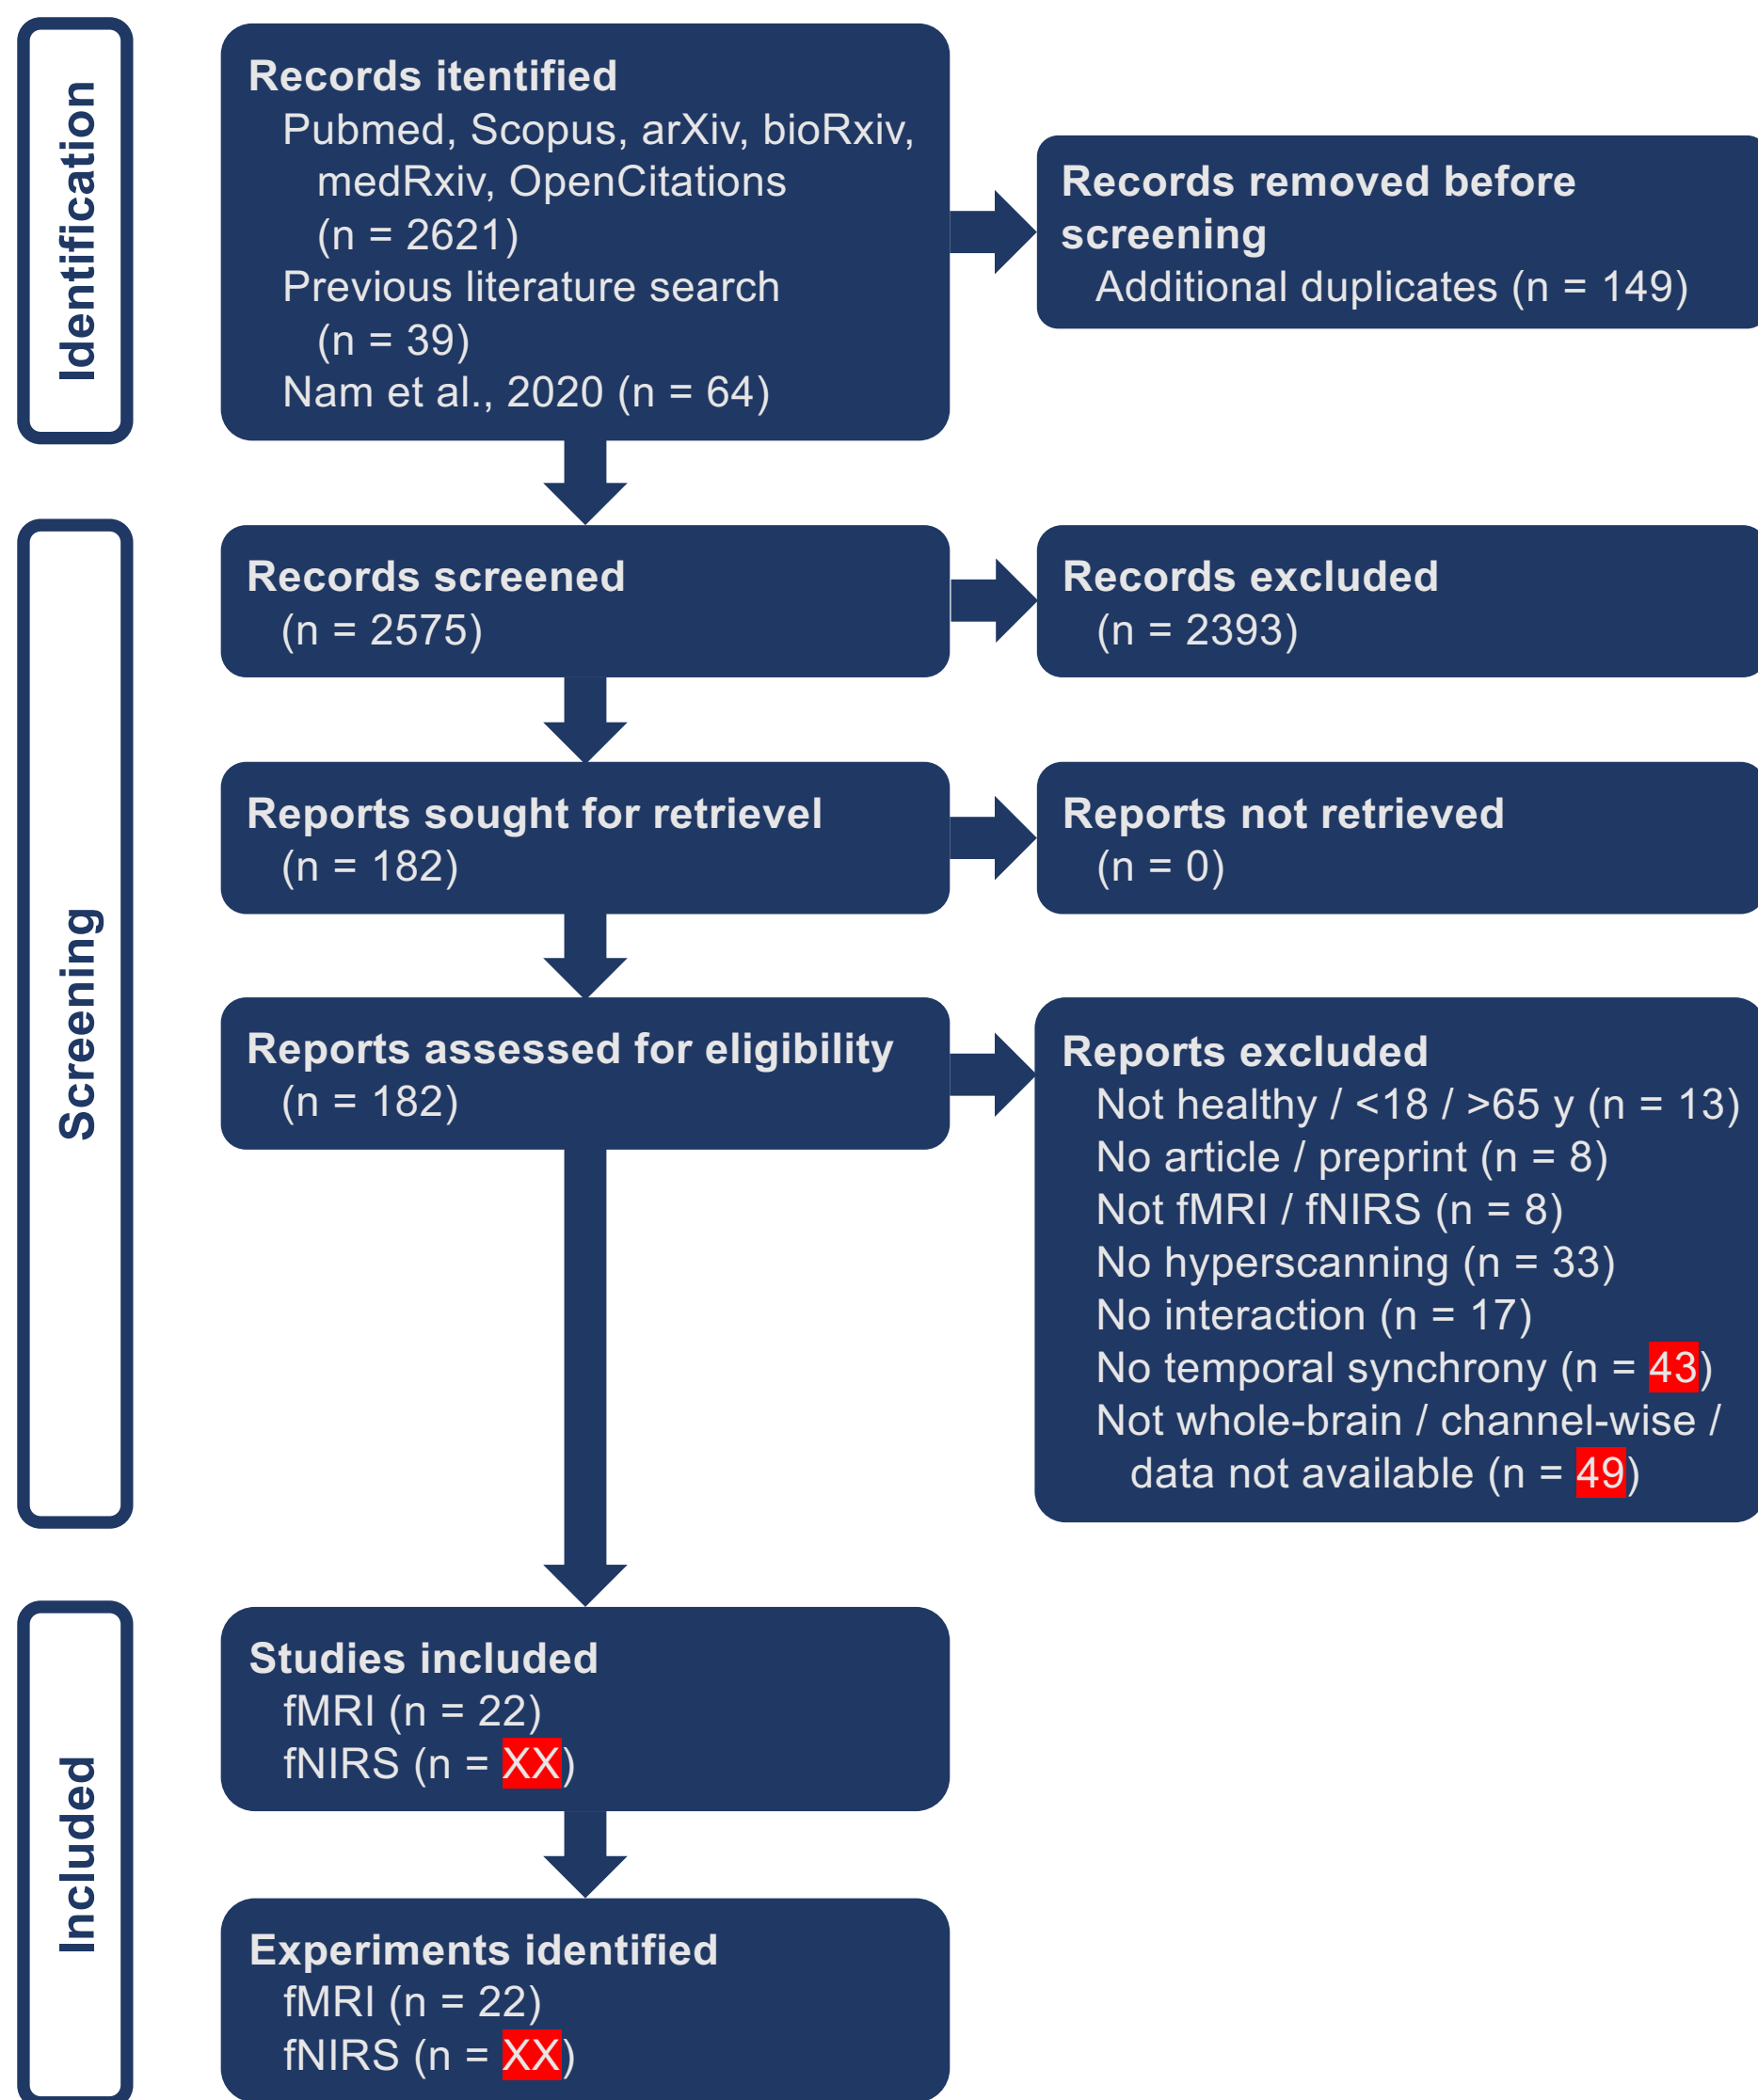 Identification
Records itentified
Pubmed, Scopus, arXiv, bioRxiv,
medRxiv, OpenCitations
(n = 2621)
Previous literature search
(n = 39)
Nam et al., 2020 (n = 64)
Records removed before
screening
Additional duplicates (n = 149)
Screening
Records screened
(n = 2575)
Records excluded
(n = 2393)
Reports sought for retrievel
(n = 182)
Reports not retrieved
(n = 0)
Reports assessed for eligibility
(n = 182)
Reports excluded
Not healthy / <18 / >65 y (n = 13)
No article / preprint (n = 8)
Not fMRI / fNIRS (n = 8)
No hyperscanning (n = 33)
No interaction (n = 17)
No temporal synchrony (n = 43)
Not whole-brain / channel-wise /
data not available (n = 49)
Included
Studies included
fMRI (n = 22)
fNIRS (n = XX)
Experiments identified
fMRI (n = 22)
fNIRS (n = XX)